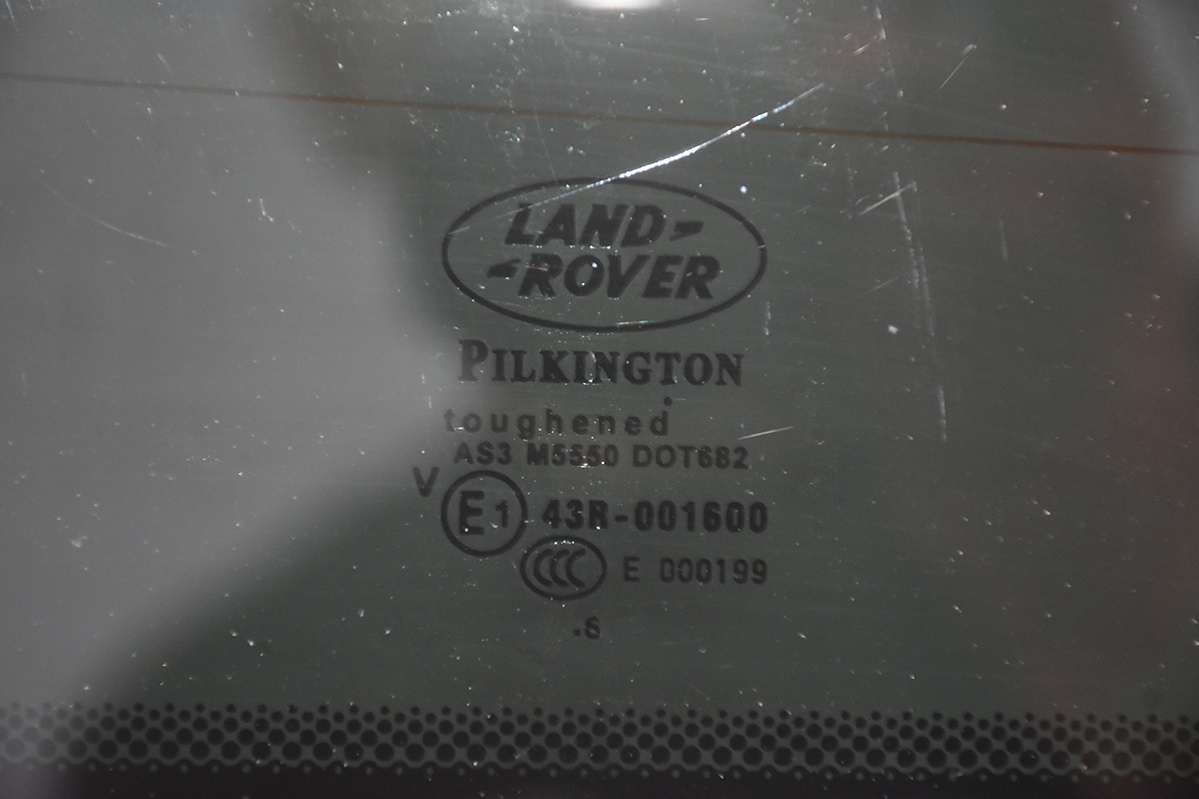 LAND-
-ROVER
PILKINGTON
toughened
AS3 M5550 DOT682
V E1 43R-001600
CCC E 000199
.6